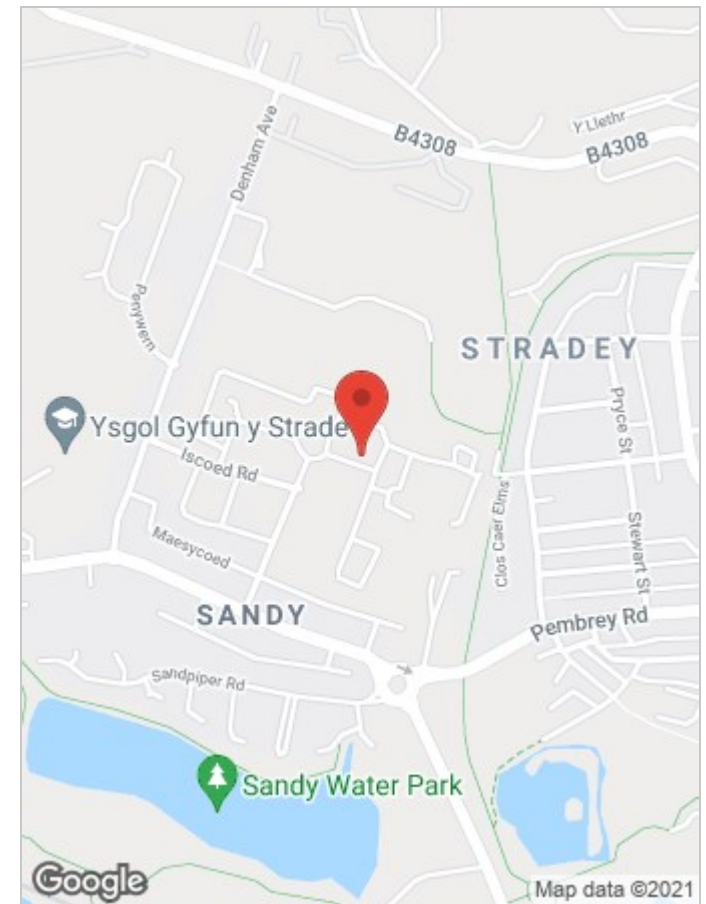 B4308
Y Llethr
B4308
Denham Ave
Penywern
STRADEY
Pryce St
Ysgol Gyfun y Strade
Iscoed Rd
Clos Caer Elms
Stewart St
Maesycoed
SANDY
Pembrey Rd
Sandpiper Rd
Sandy Water Park
Google
Map data ©2021